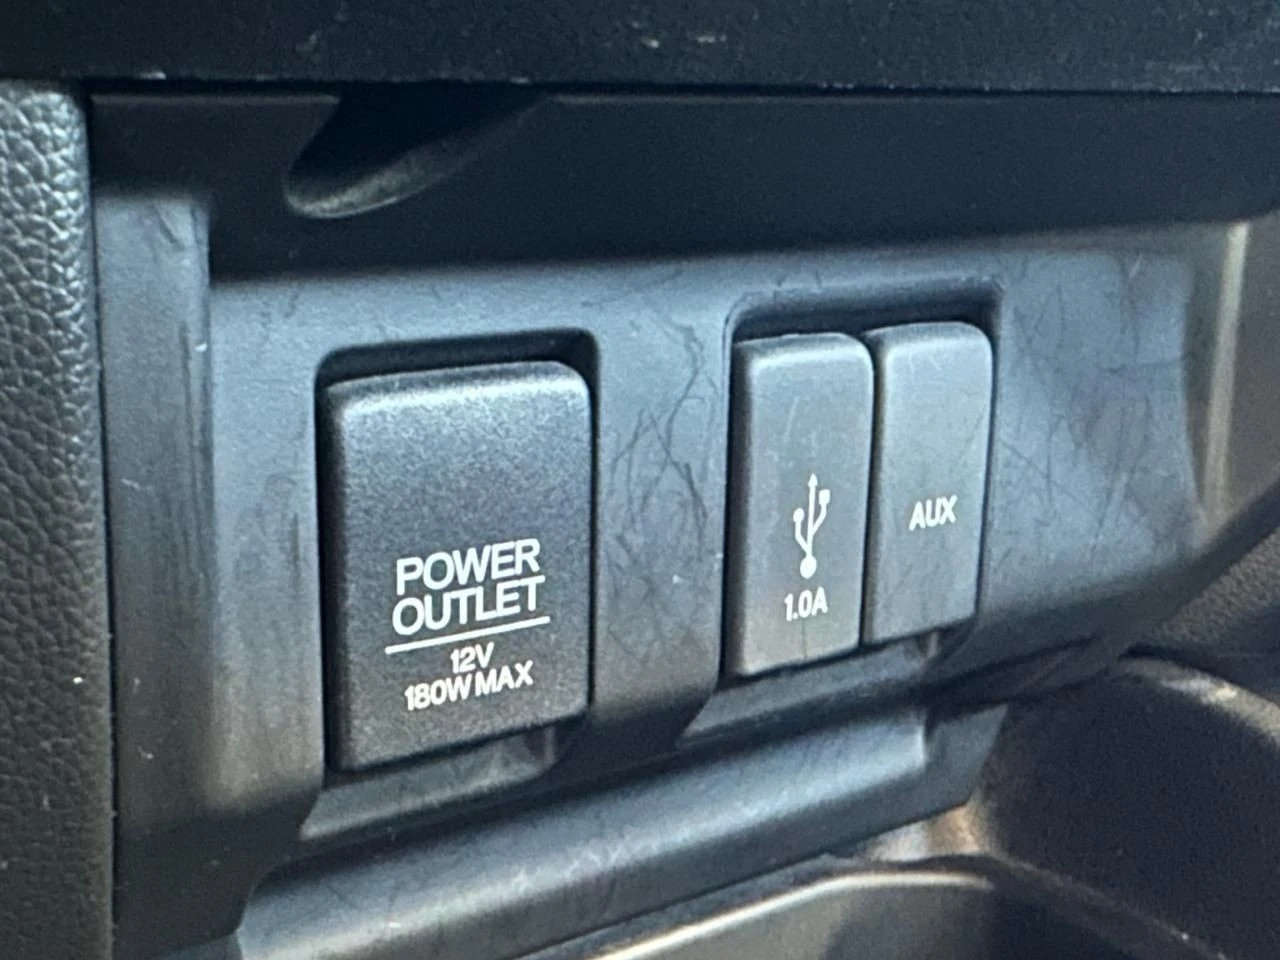 POWER
OUTLET
12V
180W MAX
1.0A
AUX